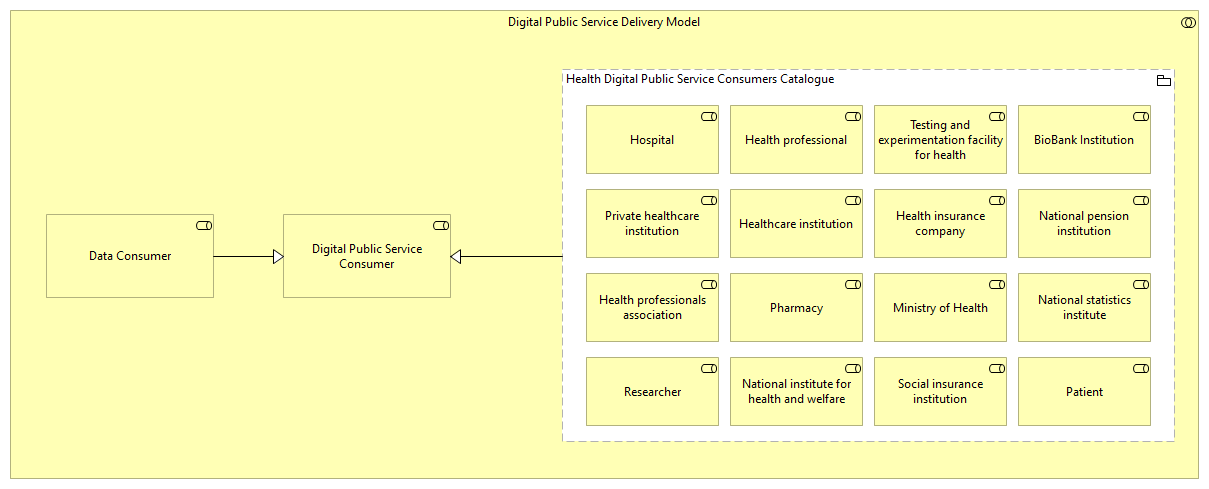 Digital Public Service Delivery Model
Health Digital Public Service Consumers Catalogue
Hospital
Health professional
Testing and
experimentation facility
for health
BioBank Institution
Private healthcare
institution
Healthcare institution
Health insurance
company
National pension
institution
Data Consumer
Digital Public Service
Consumer
Health professionals
association
Pharmacy
Ministry of Health
National statistics
institute
Researcher
National institute for
health and welfare
Social insurance
institution
Patient